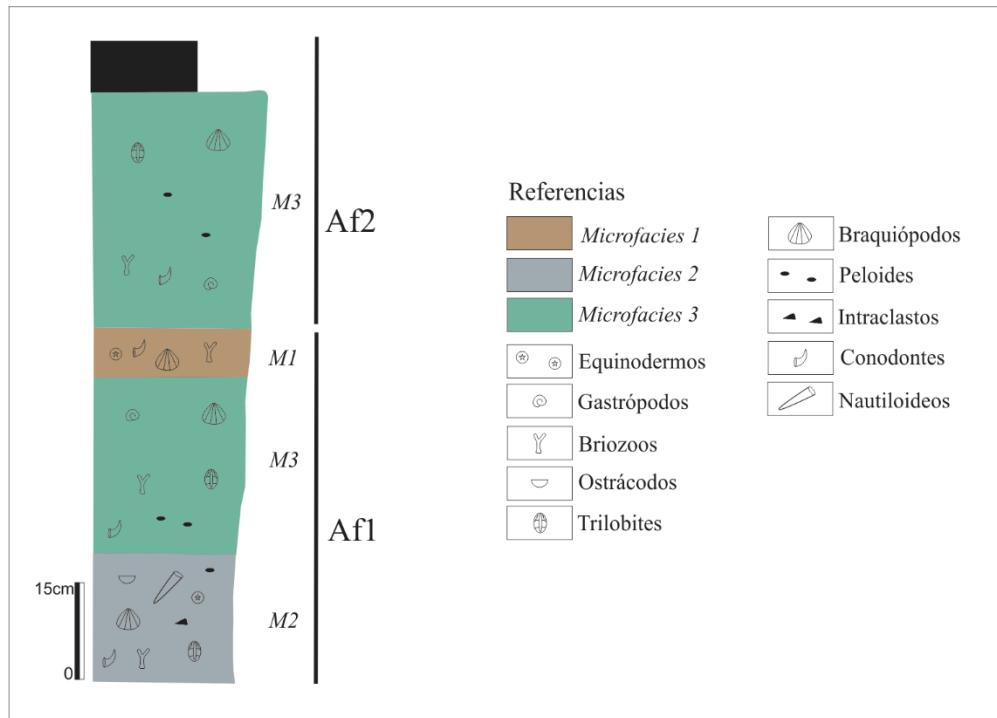 M3
Af2
M1
M3
Af1
15cm
M2
0
Referencias
Microfacies 1
Microfacies 2
Microfacies 3
Equinodermos
Gastrópodos
Briozoos
Ostrácodos
Trilobites
Braquiópodos
Peloides
Intraclastos
Conodontes
Nautiloideos